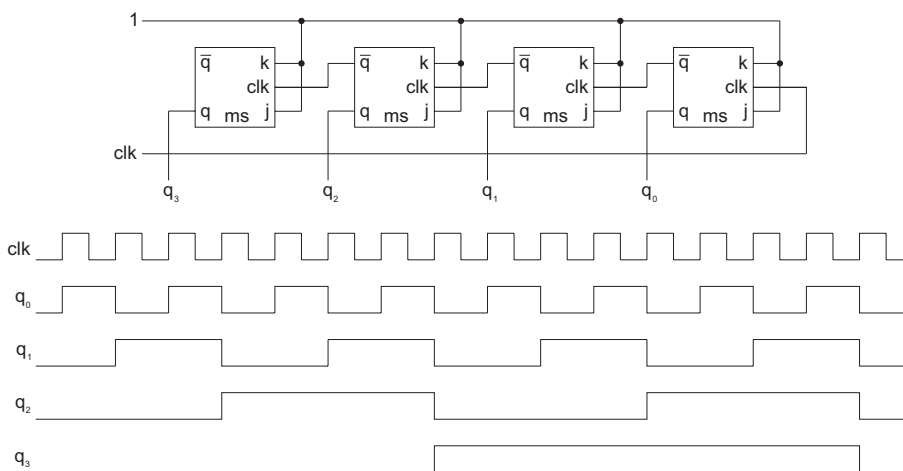 1
q̅ k q̅ k q̅ k q̅ k
clk clk clk clk
q ms j q ms j q ms j q ms j
clk
q₃ q₂ q₁ q₀
clk
q₀
q₁
q₂
q₃